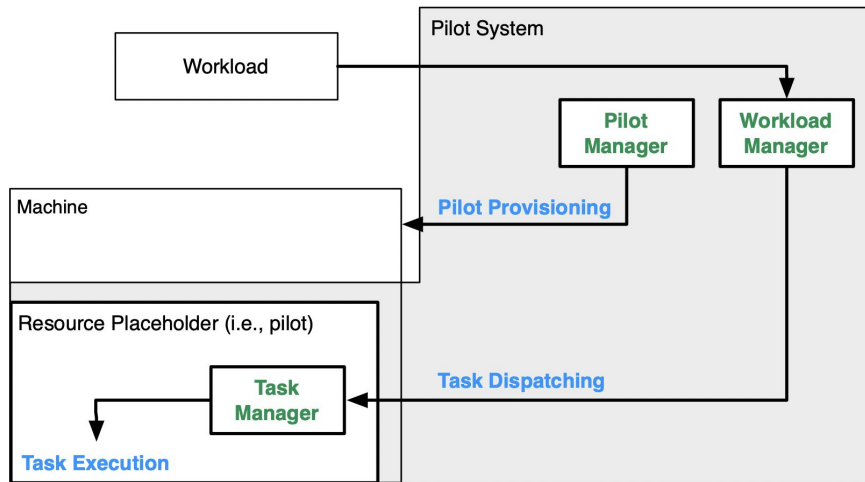 Pilot System
Workload
Pilot
Manager
Workload
Manager
Machine
Pilot Provisioning
Resource Placeholder (i.e., pilot)
Task
Manager
Task Dispatching
Task Execution